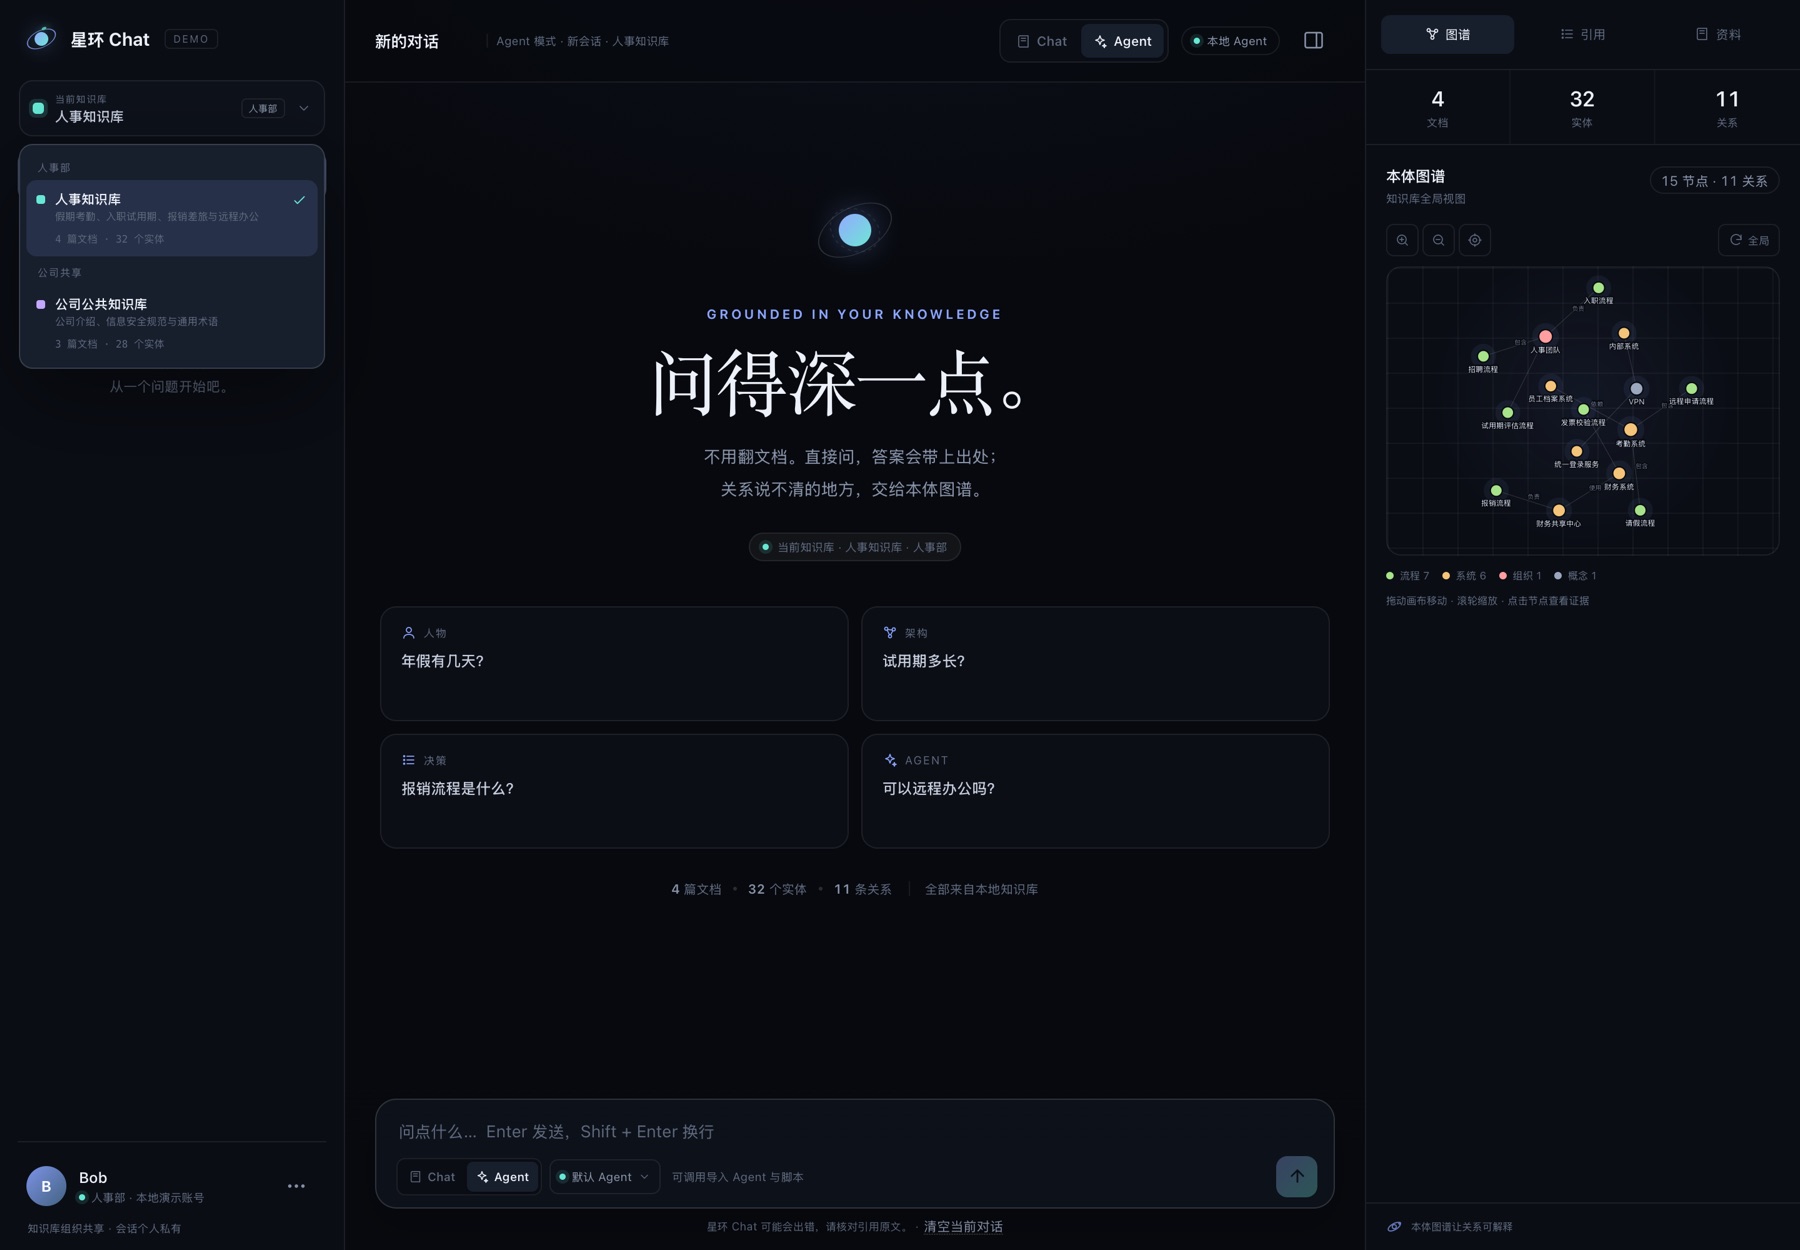 星环 Chat
DEMO
当前知识库
人事知识库
人事部
人事部
人事知识库
假期考勤、入职试用期、报销差旅与远程办公
4 篇文档 · 32 个实体
公司共享
公司公共知识库
公司介绍、信息安全规范与通用术语
3 篇文档 · 28 个实体
从一个问题开始吧。
B
Bob
人事部 · 本地演示账号
知识库组织共享 · 会话个人私有
新的对话
Agent 模式 · 新会话 · 人事知识库
Chat
Agent
本地 Agent
GROUNDED IN YOUR KNOWLEDGE
问得深一点。
不用翻文档。直接问，答案会带上出处；
关系说不清的地方，交给本体图谱。
当前知识库 · 人事知识库 · 人事部
人物
年假有几天？
架构
试用期多长？
决策
报销流程是什么？
AGENT
可以远程办公吗？
4 篇文档 • 32 个实体 • 11 条关系
全部来自本地知识库
问点什么... Enter 发送，Shift + Enter 换行
Chat
Agent
默认 Agent
可调用导入 Agent 与脚本
星环 Chat 可能会出错，请核对引用原文。 · 清空当前对话
图谱
引用
资料
4
文档
32
实体
11
关系
本体图谱
知识库全局视图
15 节点 · 11 关系
全局
入职流程
负责
人事团队
包含
内部系统
招聘流程
员工档案系统
VPN
包含
远程申请流程
依赖
试用期评估流程
发票校验流程
考勤系统
统一登录服务
包含
财务系统
使用
报销流程
负责
财务共享中心
请假流程
流程 7
系统 6
组织 1
概念 1
拖动画布移动 · 滚轮缩放 · 点击节点查看证据
本体图谱让关系可解释